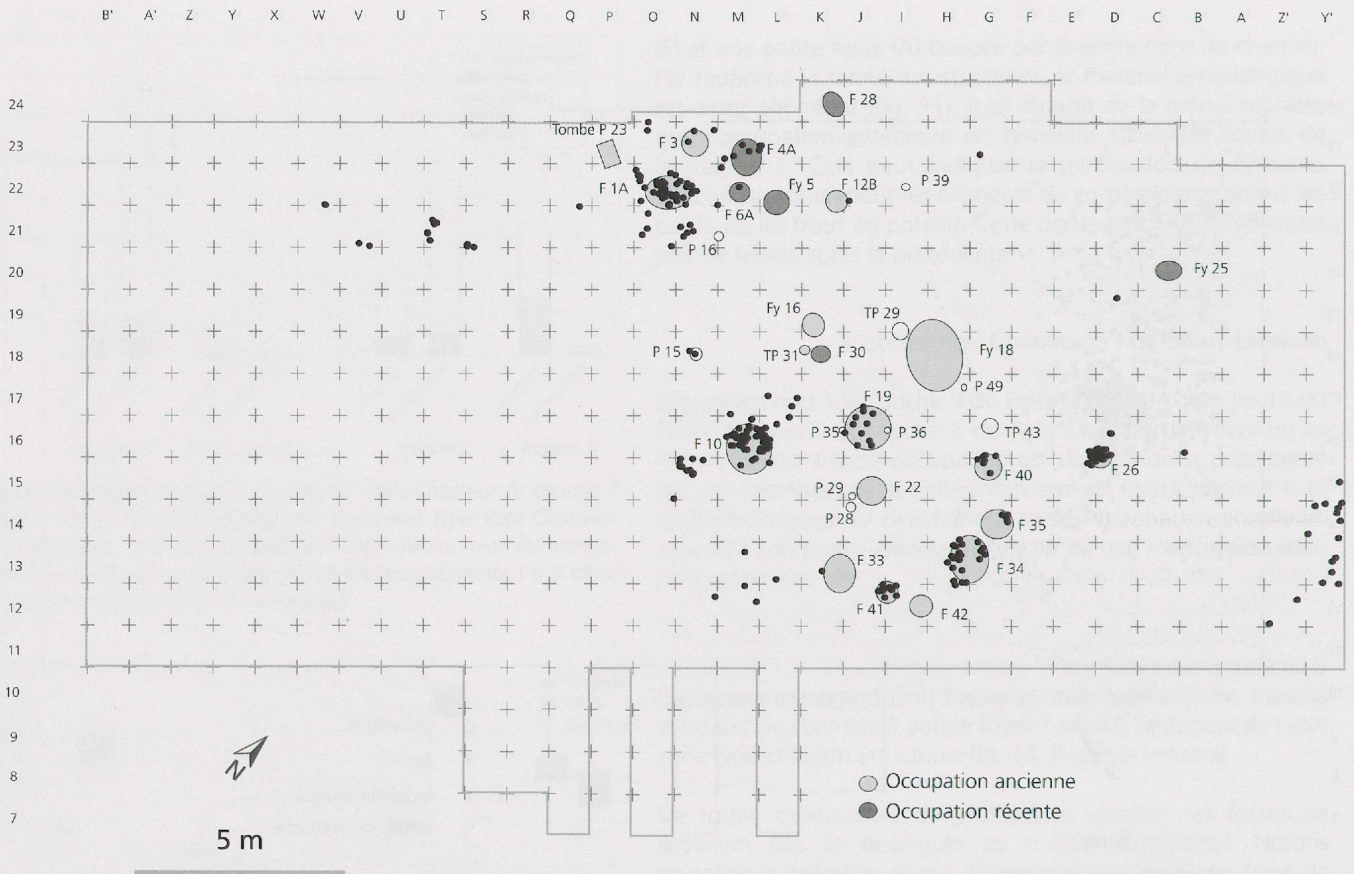 B' A' Z Y X W V U T S R Q P O N M L K J I H G F E D C B A Z' Y'
24
F 28
Tombe P 23
23
F 3
F 4A
22
F 1A
F 6A
Fy 5
F 12B
P 39
21
P 16
20
Fy 25
19
Fy 16
TP 29
18
P 15
TP 31
F 30
Fy 18
P 49
17
F 19
16
F 10
P 35
P 36
TP 43
F 40
F 26
15
P 29
F 22
14
P 28
F 35
13
F 33
F 34
12
F 41
F 42
11
10
9
8
7
N
Occupation ancienne
Occupation récente
5 m